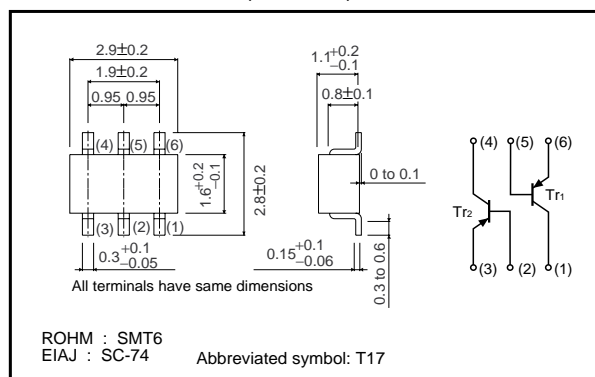 2.9±0.2
1.9±0.2
0.95 0.95
(4) (5) (6)
1.6+0.2−0.1
2.8±0.2
(3) (2) (1)
0.3+0.1−0.05
All terminals have same dimensions
1.1+0.2−0.1
0.8±0.1
0 to 0.1
0.15+0.1−0.06
0.3 to 0.6
(4) (5) (6)
Tr1
Tr2
(3) (2) (1)
ROHM : SMT6
EIAJ : SC-74 Abbreviated symbol: T17